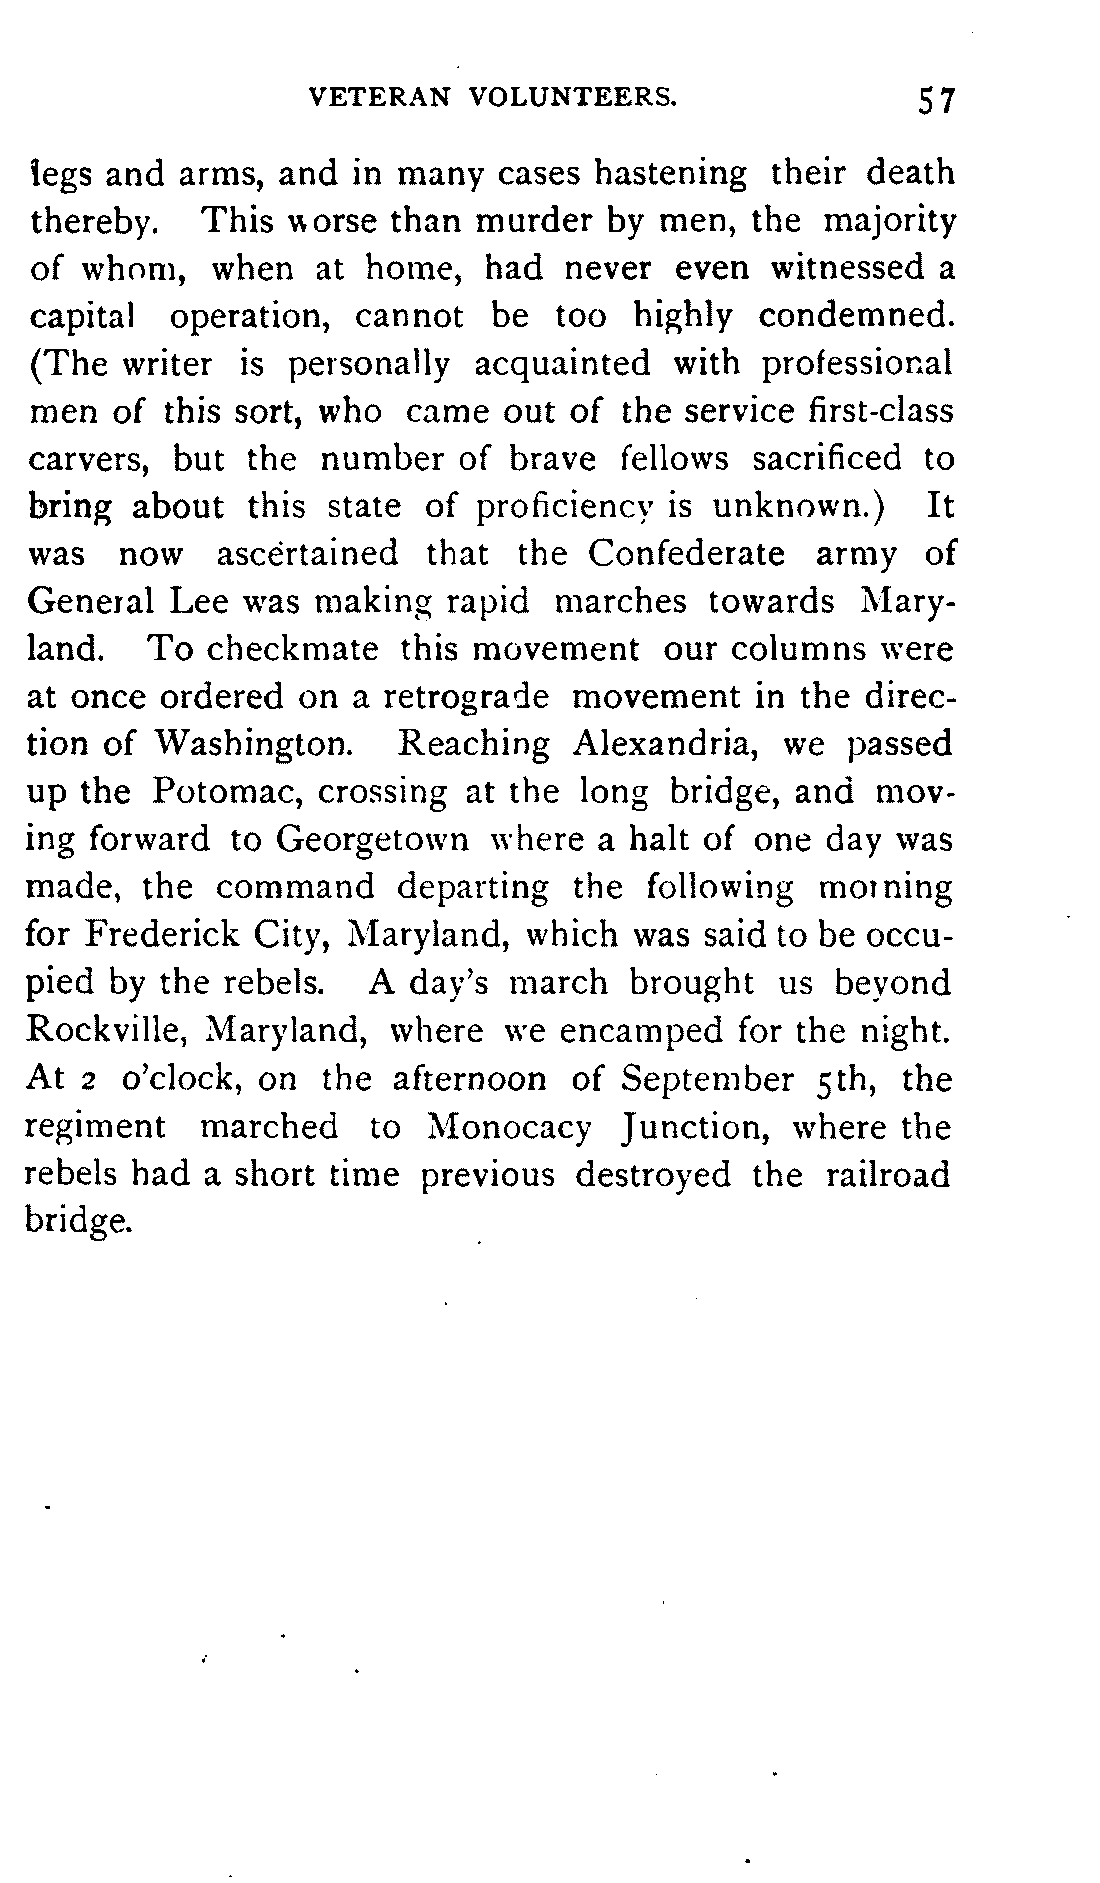 VETERAN VOLUNTEERS. 57
legs and arms, and in many cases hastening their death
thereby. This worse than murder by men, the majority
of whom, when at home, had never even witnessed a
capital operation, cannot be too highly condemned.
(The writer is personally acquainted with professional
men of this sort, who came out of the service first-class
carvers, but the number of brave fellows sacrificed to
bring about this state of proficiency is unknown.) It
was now ascertained that the Confederate army of
General Lee was making rapid marches towards Mary-
land. To checkmate this movement our columns were
at once ordered on a retrograde movement in the direc-
tion of Washington. Reaching Alexandria, we passed
up the Potomac, crossing at the long bridge, and mov-
ing forward to Georgetown where a halt of one day was
made, the command departing the following morning
for Frederick City, Maryland, which was said to be occu-
pied by the rebels. A day's march brought us beyond
Rockville, Maryland, where we encamped for the night.
At 2 o'clock, on the afternoon of September 5th, the
regiment marched to Monocacy Junction, where the
rebels had a short time previous destroyed the railroad
bridge.